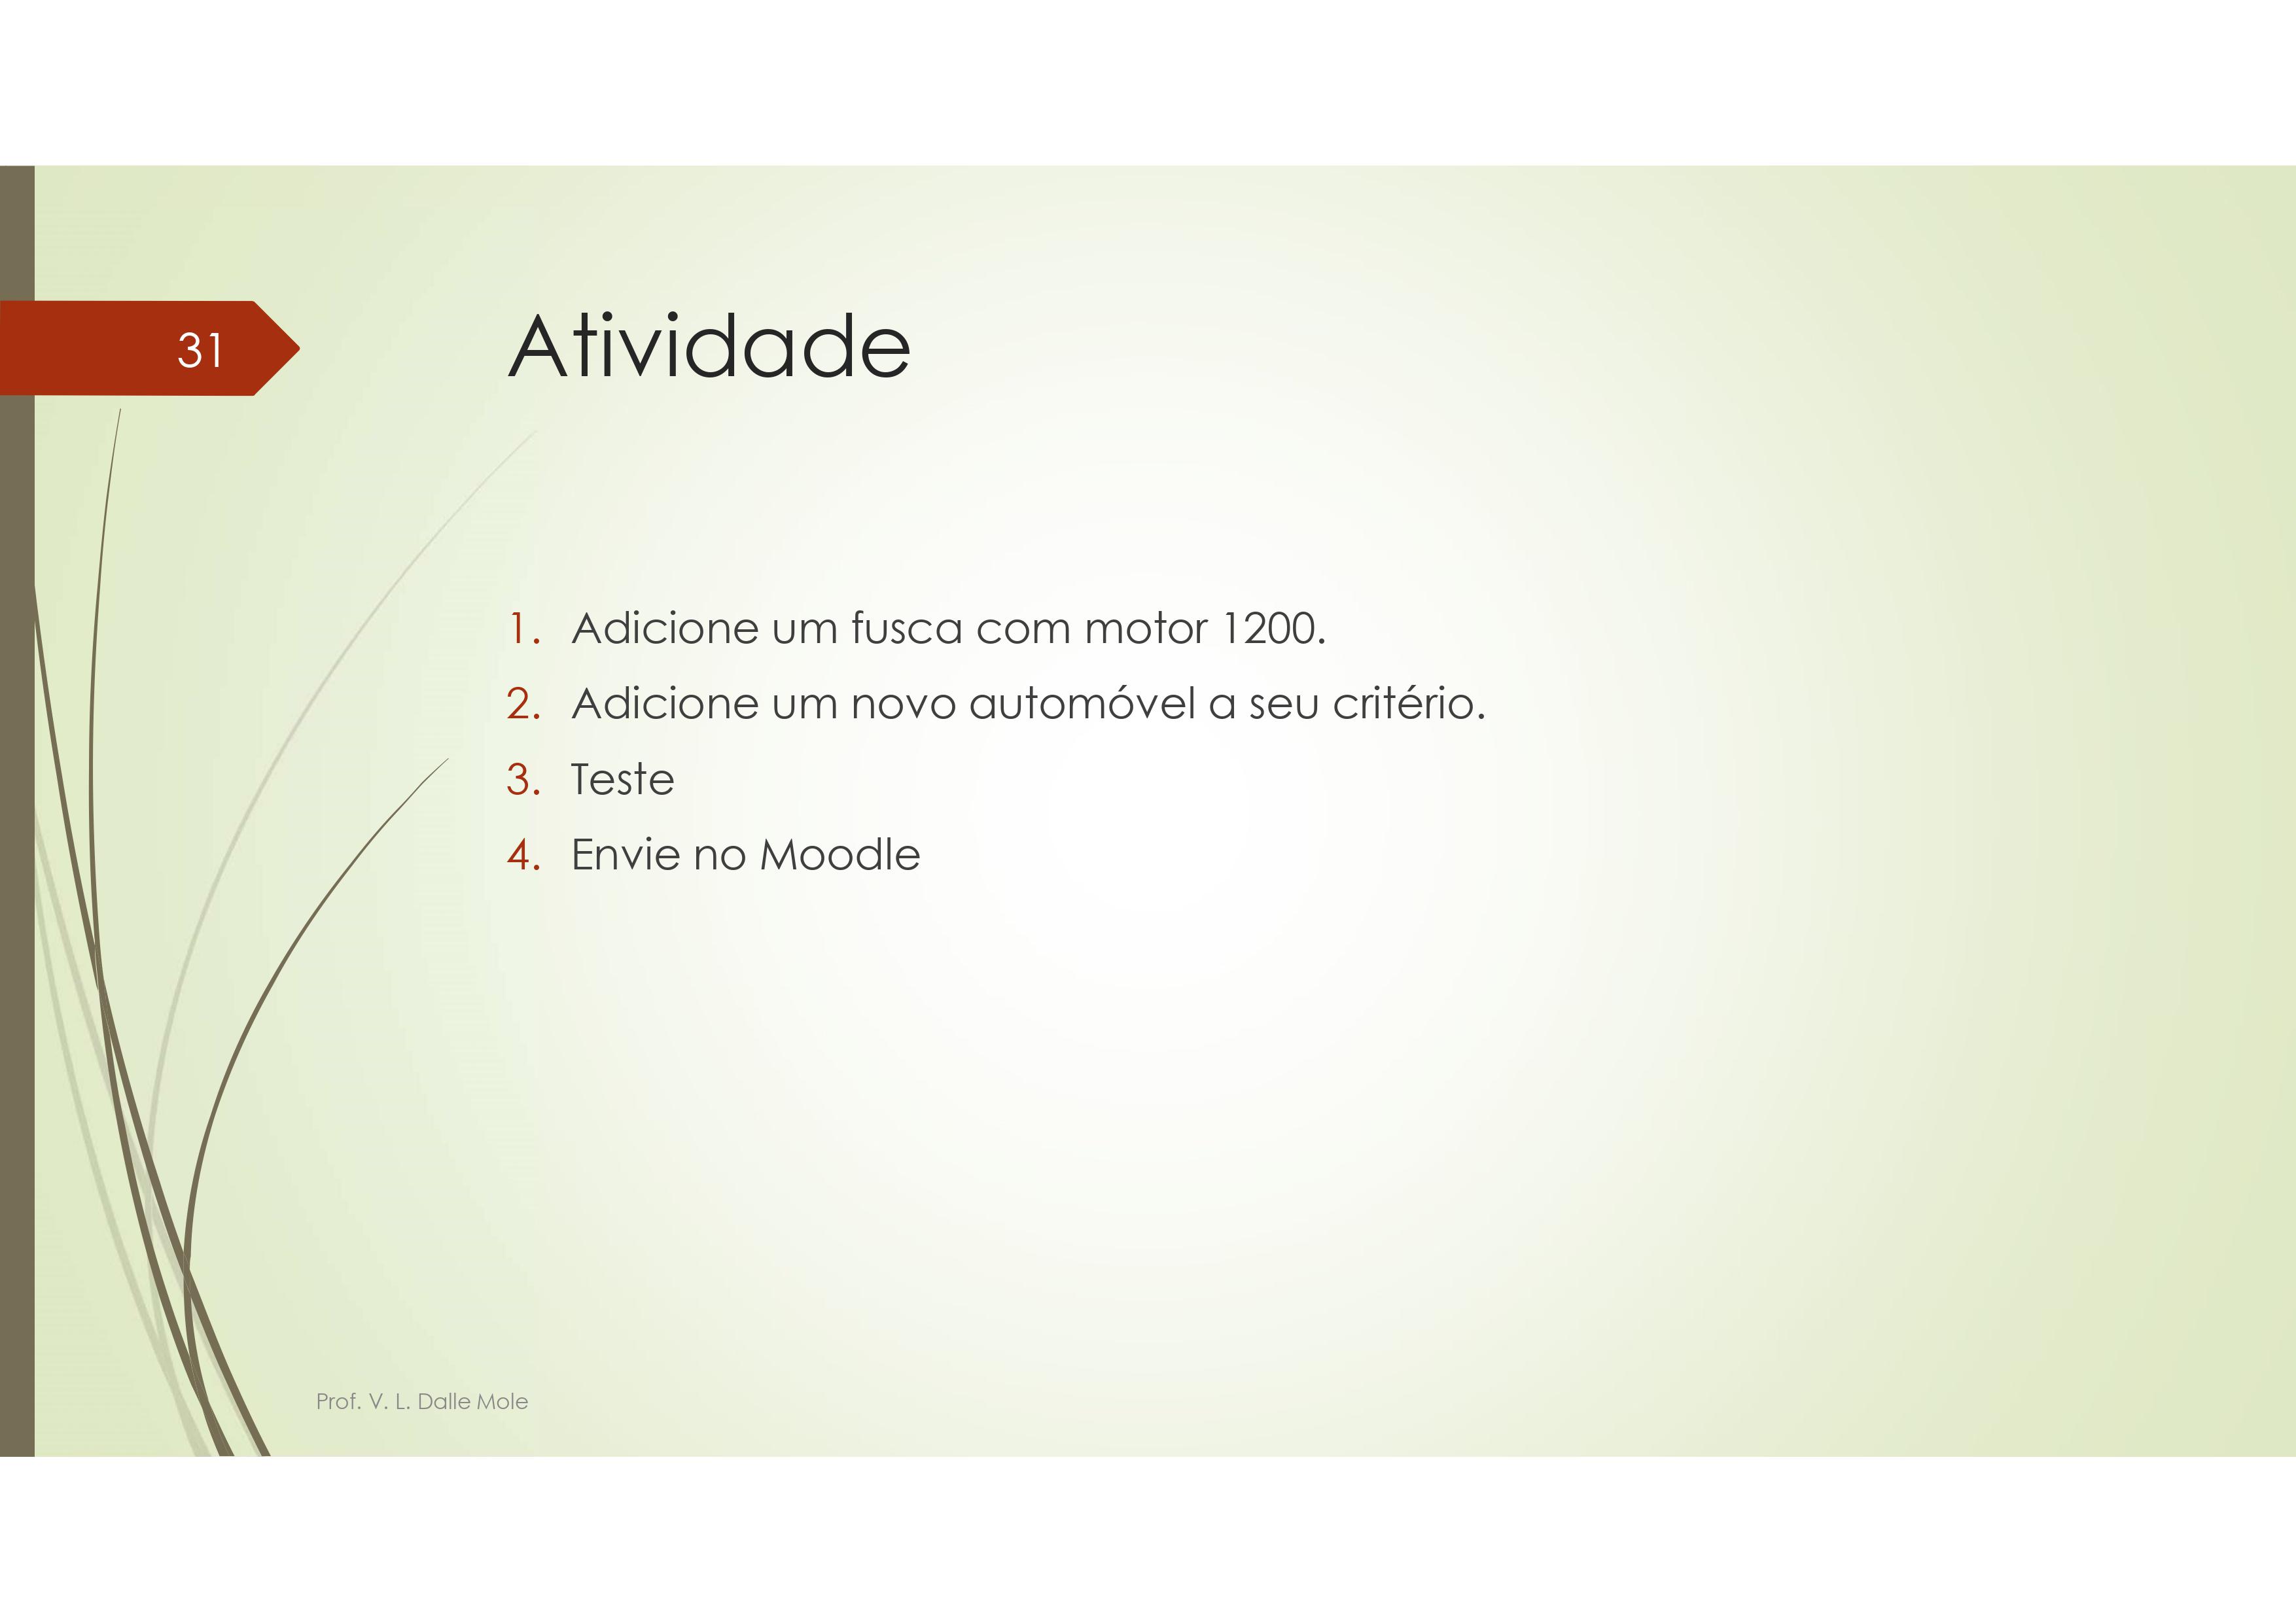 31
Atividade
1. Adicione um fusca com motor 1200.
2. Adicione um novo automóvel a seu critério.
3. Teste
4. Envie no Moodle
Prof. V. L. Dalle Mole